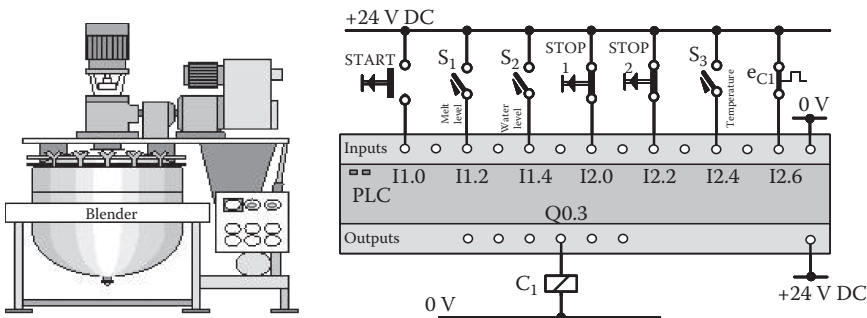 Blender
+24 V DC
START
S1
S2
STOP
1
STOP
2
S3
eC1
0 V
Melt
level
Water
level
Temperature
Inputs
I1.0
I1.2
I1.4
I2.0
I2.2
I2.4
I2.6
PLC
Q0.3
Outputs
C1
0 V
+24 V DC